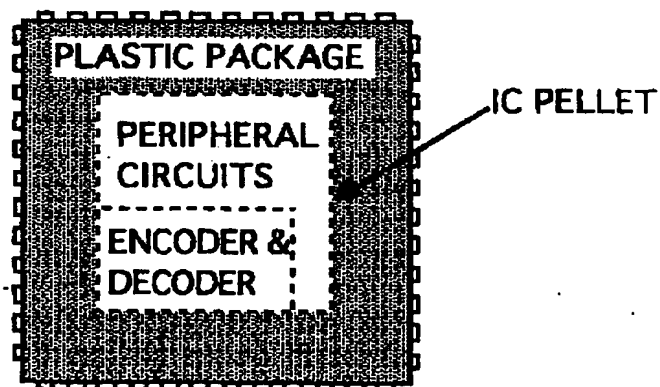 PLASTIC PACKAGE
IC PELLET
PERIPHERAL
CIRCUITS
ENCODER &
DECODER